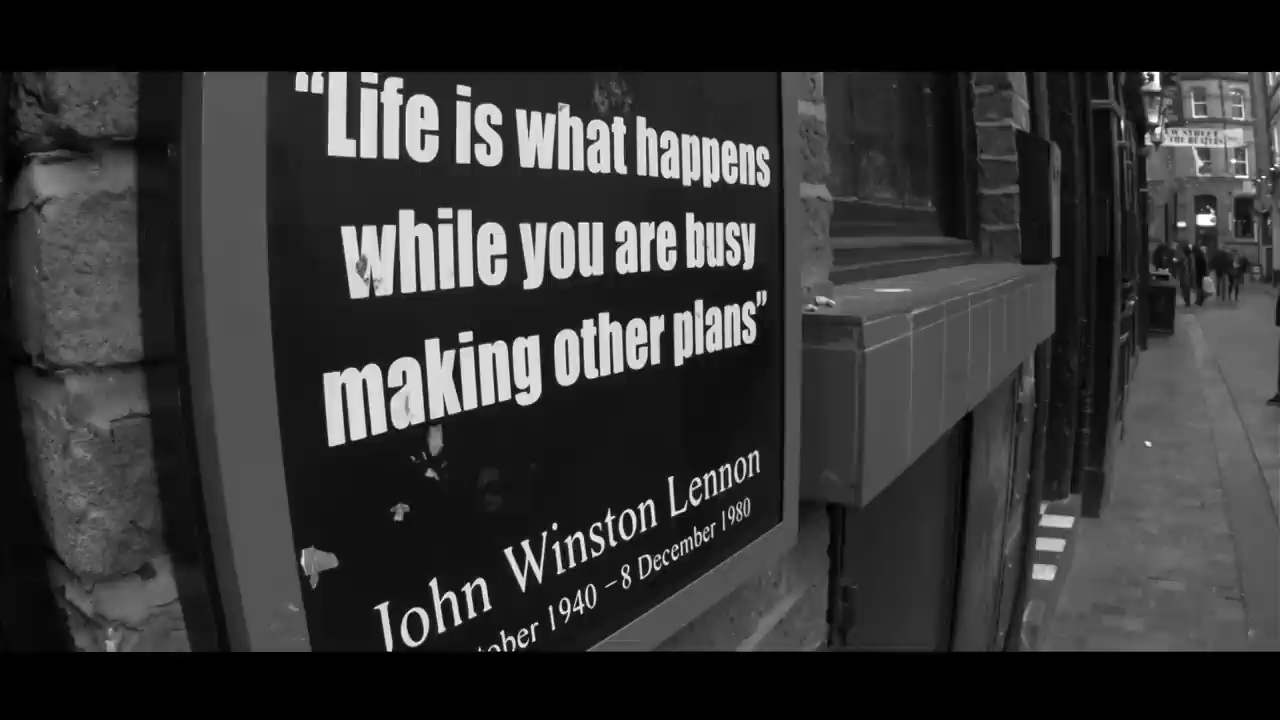 “Life is what happens
while you are busy
making other plans”
John Winston Lennon
tober 1940 – 8 December 1980